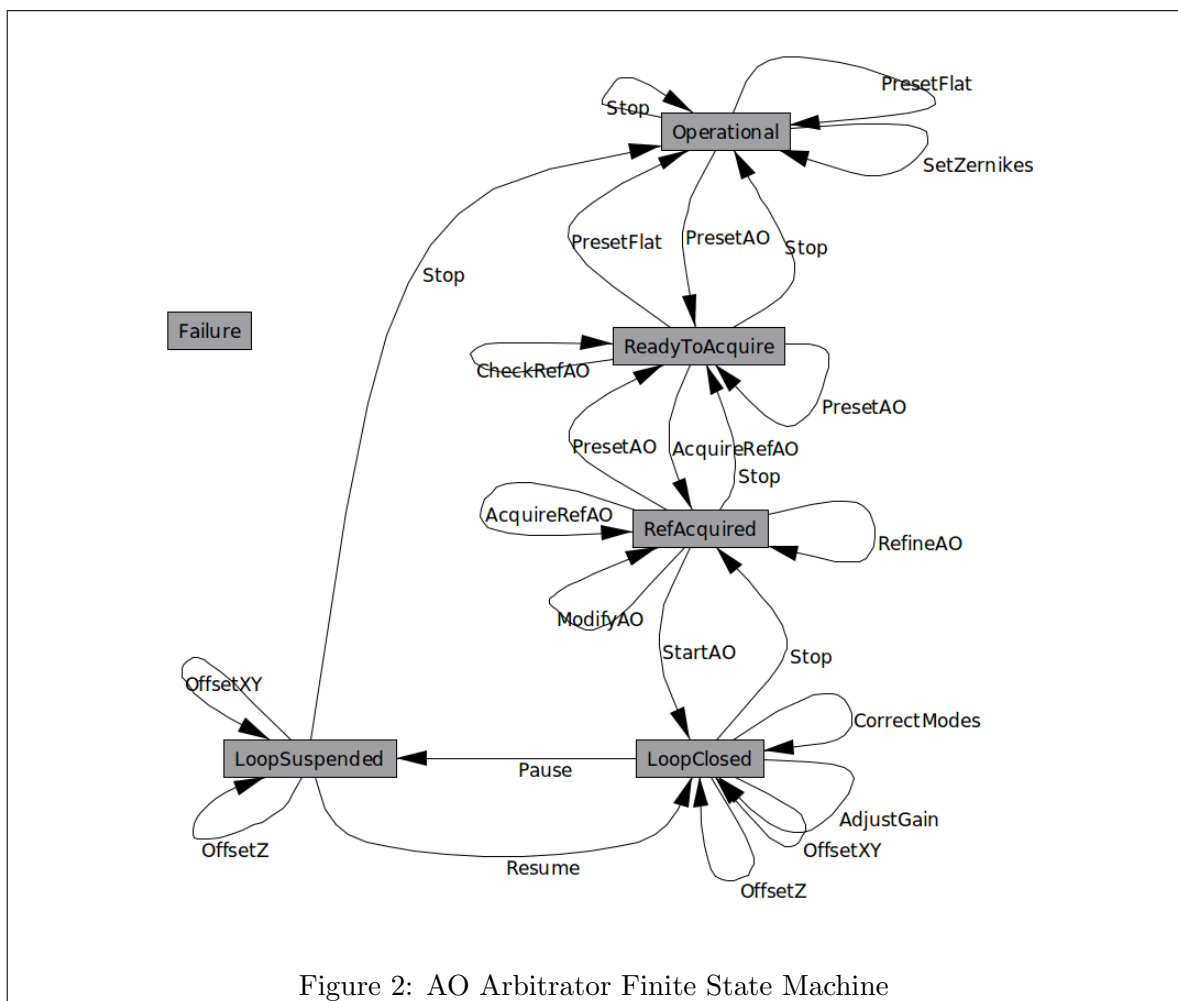 PresetFlat
Stop
Operational
SetZernikes
PresetFlat
PresetAO
Stop
Stop
Failure
ReadyToAcquire
CheckRefAO
PresetAO
PresetAO
AcquireRefAO
Stop
AcquireRefAO
RefAcquired
RefineAO
ModifyAO
StartAO
Stop
OffsetXY
CorrectModes
LoopSuspended
LoopClosed
Pause
AdjustGain
OffsetZ
OffsetXY
Resume
OffsetZ
Figure 2: AO Arbitrator Finite State Machine